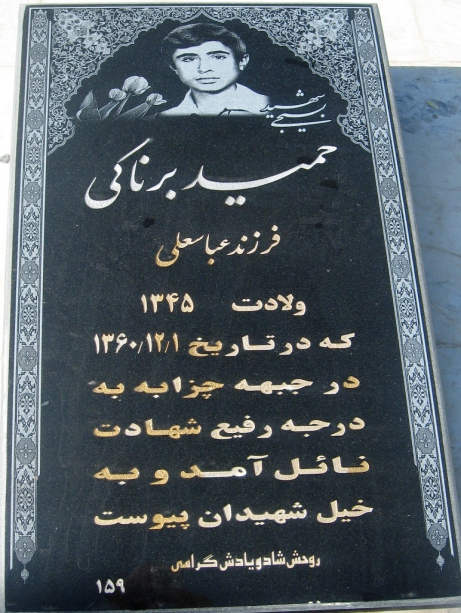 شهید
بسیجی
حمید برناکی
فرزند عباسعلی
ولادت ۱۳۴۵
که در تاریخ ۱۳۶۰/۱۲/۱
در جبهه چزابه به
درجه رفیع شهادت
نائل آمد و به
خیل شهیدان پیوست
روحش شاد و یادش گرامی
۱۵۹